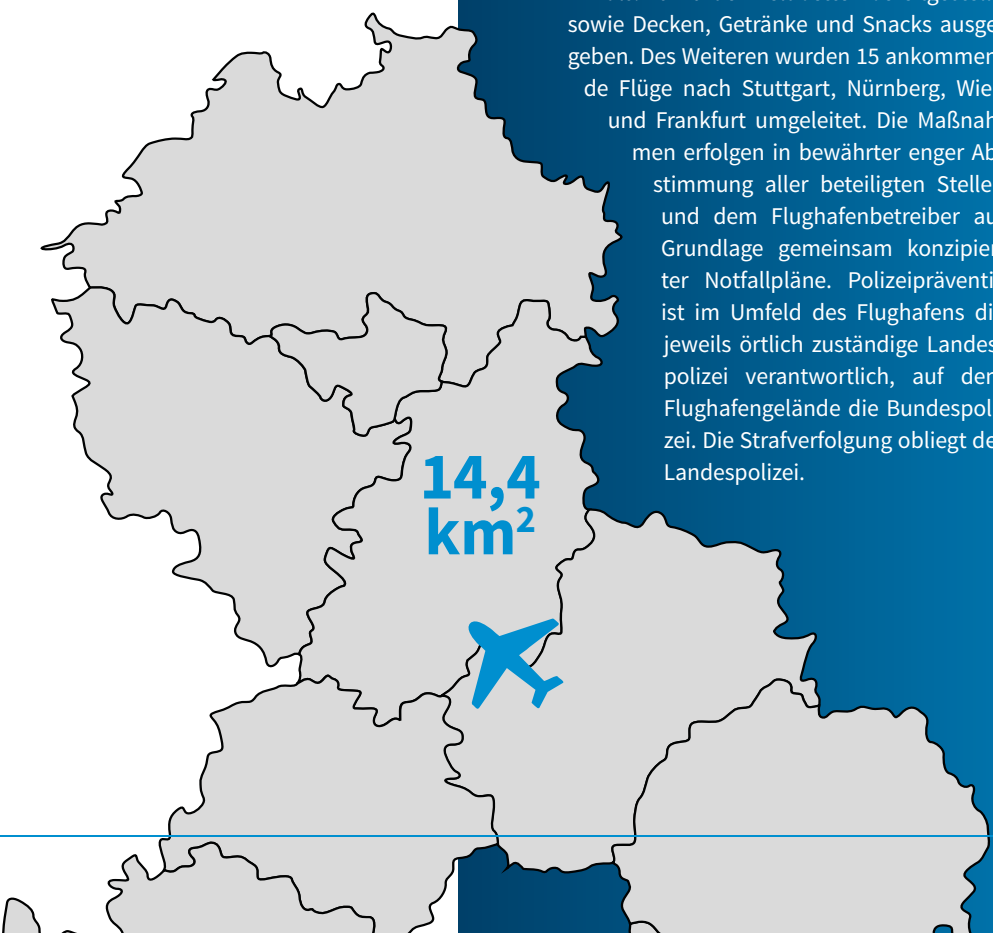 sowie Decken, Getränke und Snacks ausge
geben. Des Weiteren wurden 15 ankommen
de Flüge nach Stuttgart, Nürnberg, Wie
und Frankfurt umgeleitet. Die Maßnah
men erfolgen in bewährter enger Ab
stimmung aller beteiligten Stelle
und dem Flughafenbetreiber au
Grundlage gemeinsam konzipier
ter Notfallpläne. Polizeipräventi
ist im Umfeld des Flughafens di
jeweils örtlich zuständige Landes
polizei verantwortlich, auf dem
Flughafengelände die Bundespoli
zei. Die Strafverfolgung obliegt de
Landespolizei.
14,4
km²